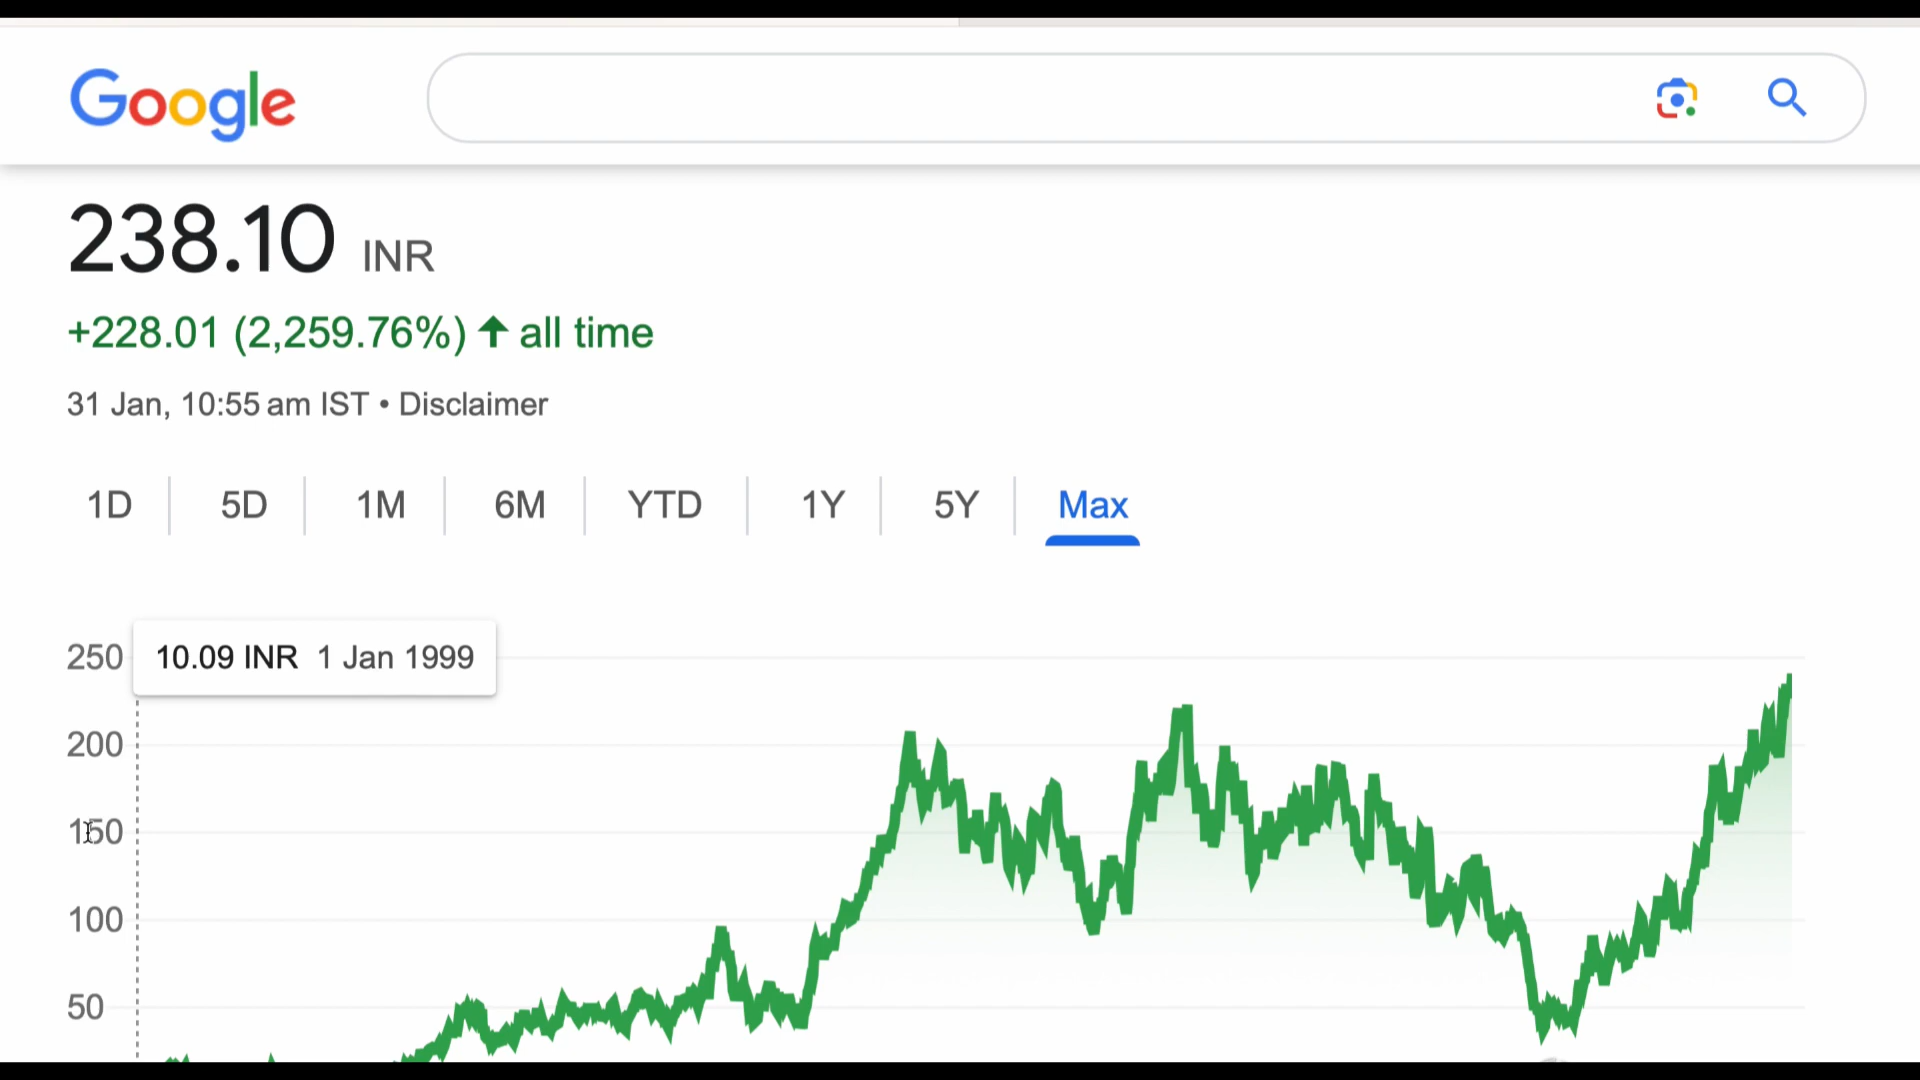 Google
238.10 INR
+228.01 (2,259.76%) ↑ all time
31 Jan, 10:55 am IST • Disclaimer
1D 5D 1M 6M YTD 1Y 5Y Max
250 10.09 INR 1 Jan 1999
200
150
100
50